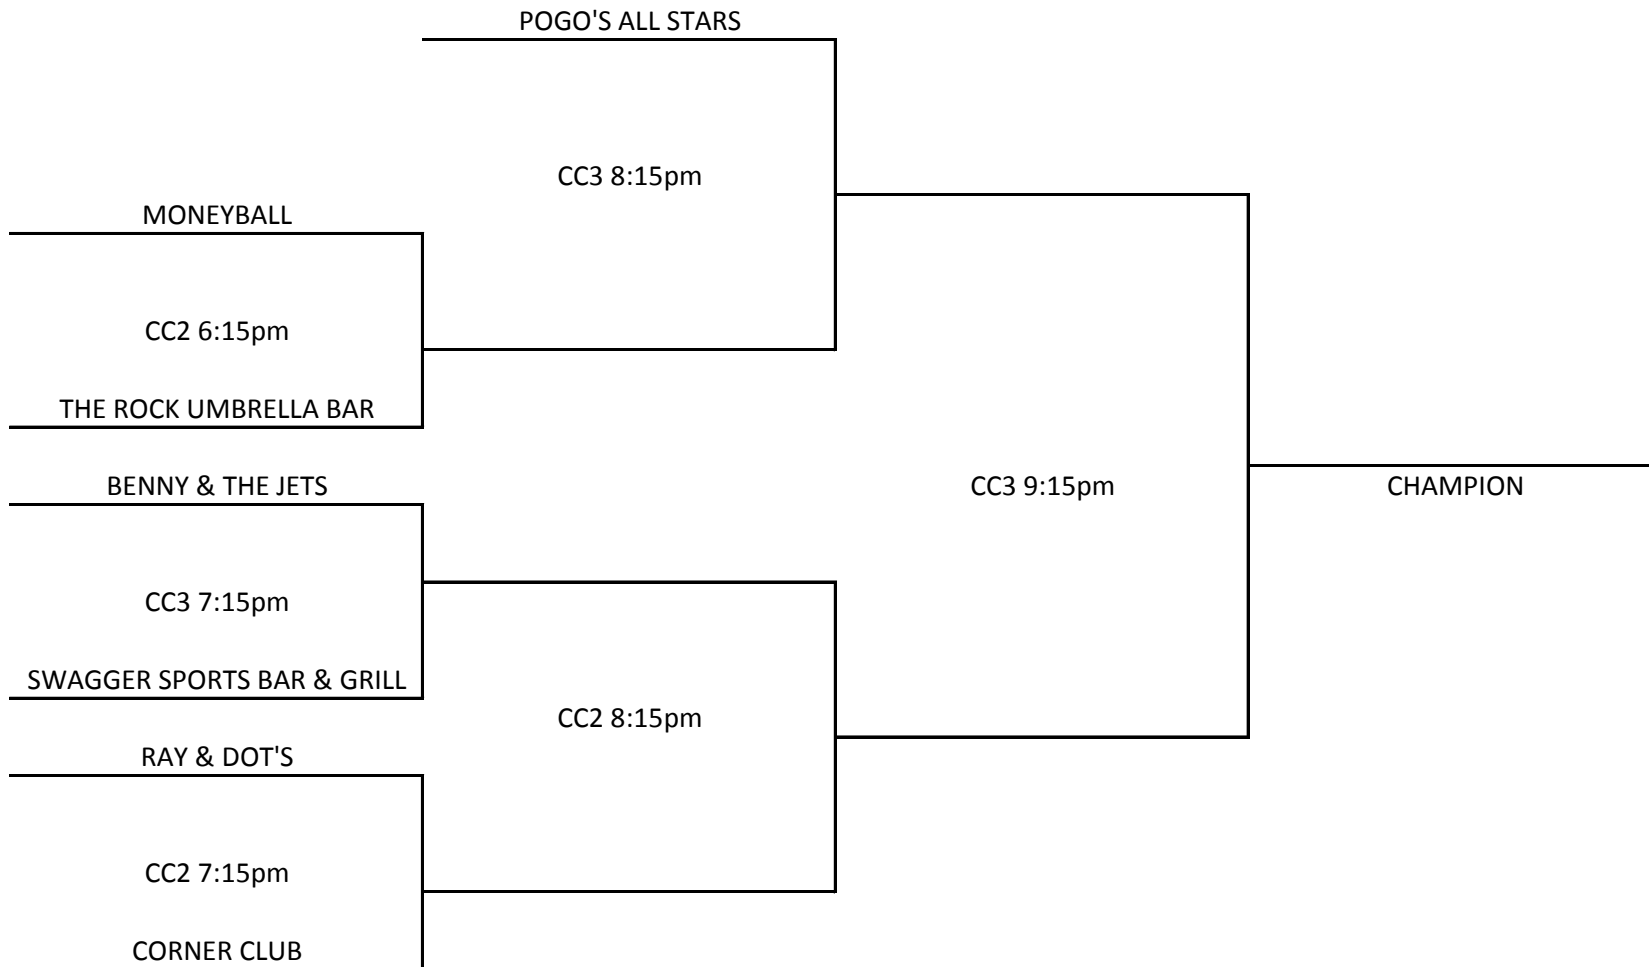 POGO'S ALL STARS
CC3 8:15pm
MONEYBALL
CC2 6:15pm
THE ROCK UMBRELLA BAR
BENNY & THE JETS
CC3 9:15pm
CHAMPION
CC3 7:15pm
SWAGGER SPORTS BAR & GRILL
CC2 8:15pm
RAY & DOT'S
CC2 7:15pm
CORNER CLUB